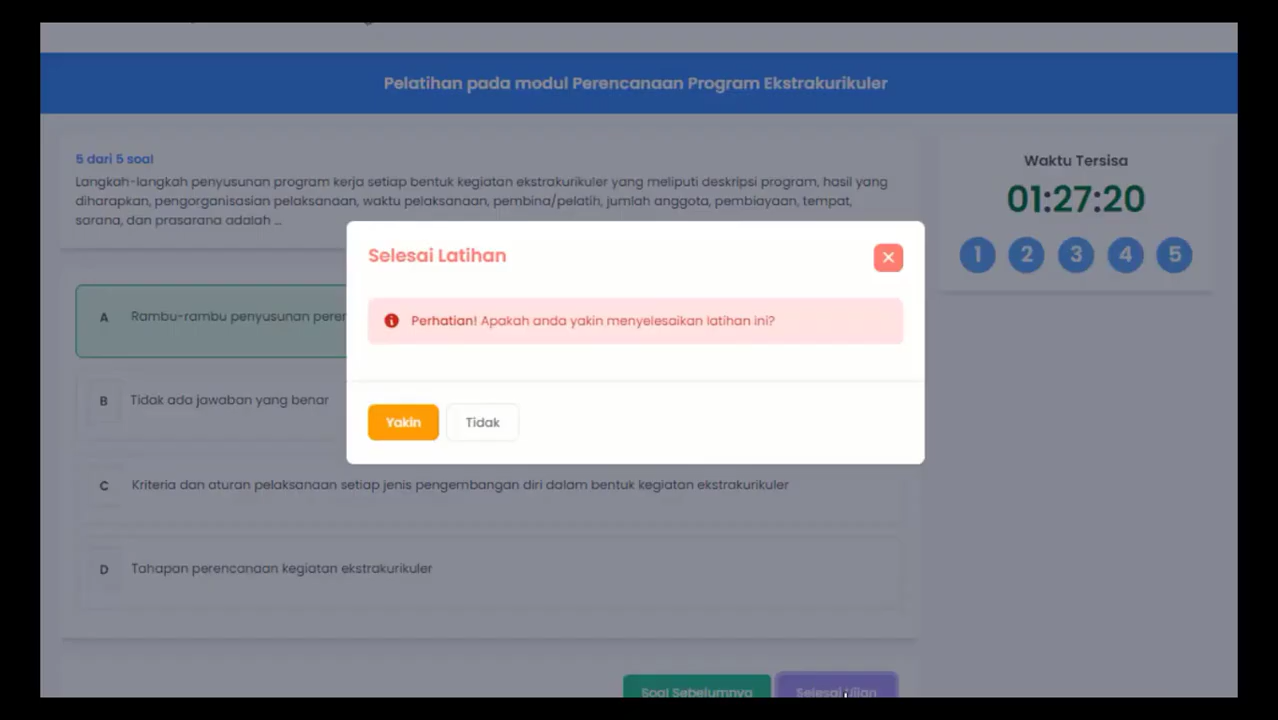 Pelatihan pada modul Perencanaan Program Ekstrakurikuler
5 dari 5 soal
Langkah-langkah penyusunan program kerja setiap bentuk kegiatan ekstrakurikuler yang meliputi deskripsi program, hasil yang
diharapkan, pengorganisasian pelaksanaan, waktu pelaksanaan, pembina/pelatih, jumlah anggota, pembiayaan, tempat,
sarana, dan prasarana adalah ...
Waktu Tersisa
01:27:20
1 2 3 4 5
Selesai Latihan
Perhatian! Apakah anda yakin menyelesaikan latihan ini?
Yakin Tidak
A Rambu-rambu penyusunan
B Tidak ada jawaban yang benar
C Kriteria dan aturan pelaksanaan setiap jenis pengembangan diri dalam bentuk kegiatan ekstrakurikuler
D Tahapan perencanaan kegiatan ekstrakurikuler
Soal Sebelumnya Selesai Ujian